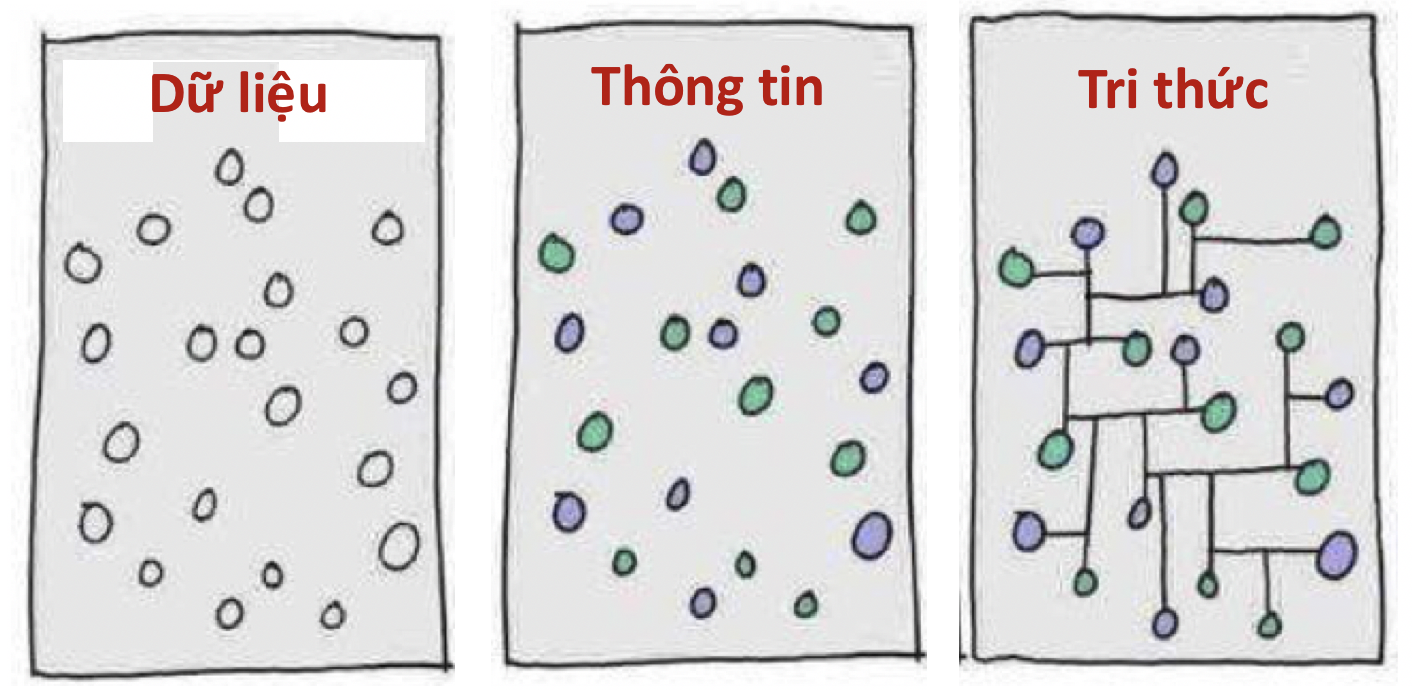 Dữ liệu
Thông tin
Tri thức